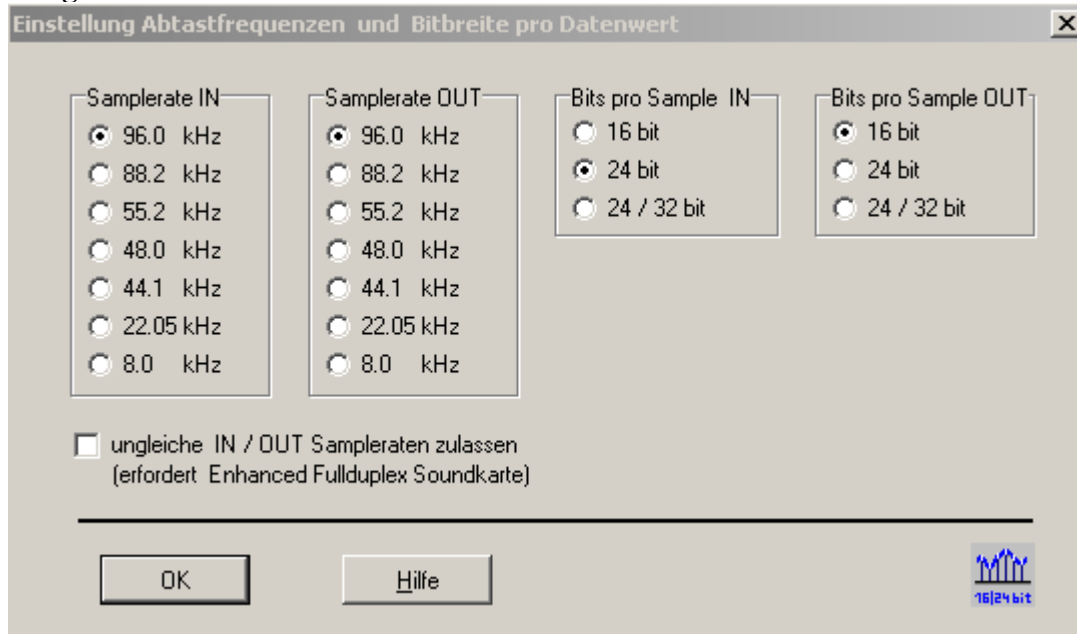 Einstellung Abtastfrequenzen und Bitbreite pro Datenwert
Samplerate IN
96.0 kHz
88.2 kHz
55.2 kHz
48.0 kHz
44.1 kHz
22.05 kHz
8.0 kHz
Samplerate OUT
96.0 kHz
88.2 kHz
55.2 kHz
48.0 kHz
44.1 kHz
22.05 kHz
8.0 kHz
Bits pro Sample IN
16 bit
24 bit
24 / 32 bit
Bits pro Sample OUT
16 bit
24 bit
24 / 32 bit
ungleiche IN / OUT Sampleraten zulassen
(erfordert Enhanced Fullduplex Soundkarte)
OK
Hilfe
16|24 bit